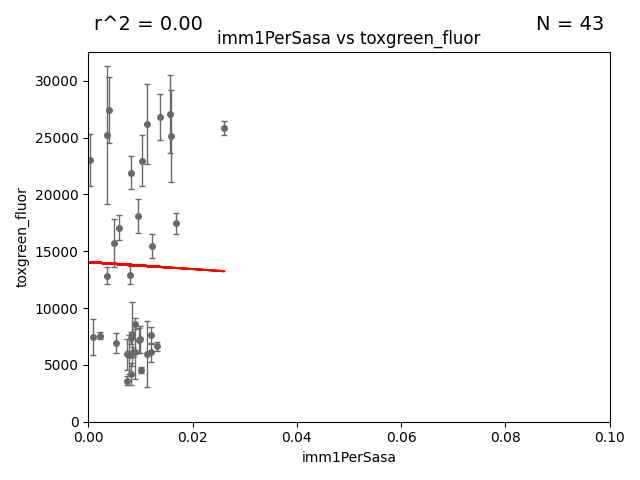 r^2 = 0.00
N = 43
imm1PerSasa vs toxgreen_fluor
30000
25000
20000
15000
10000
5000
0
toxgreen_fluor
0.00 0.02 0.04 0.06 0.08 0.10
imm1PerSasa